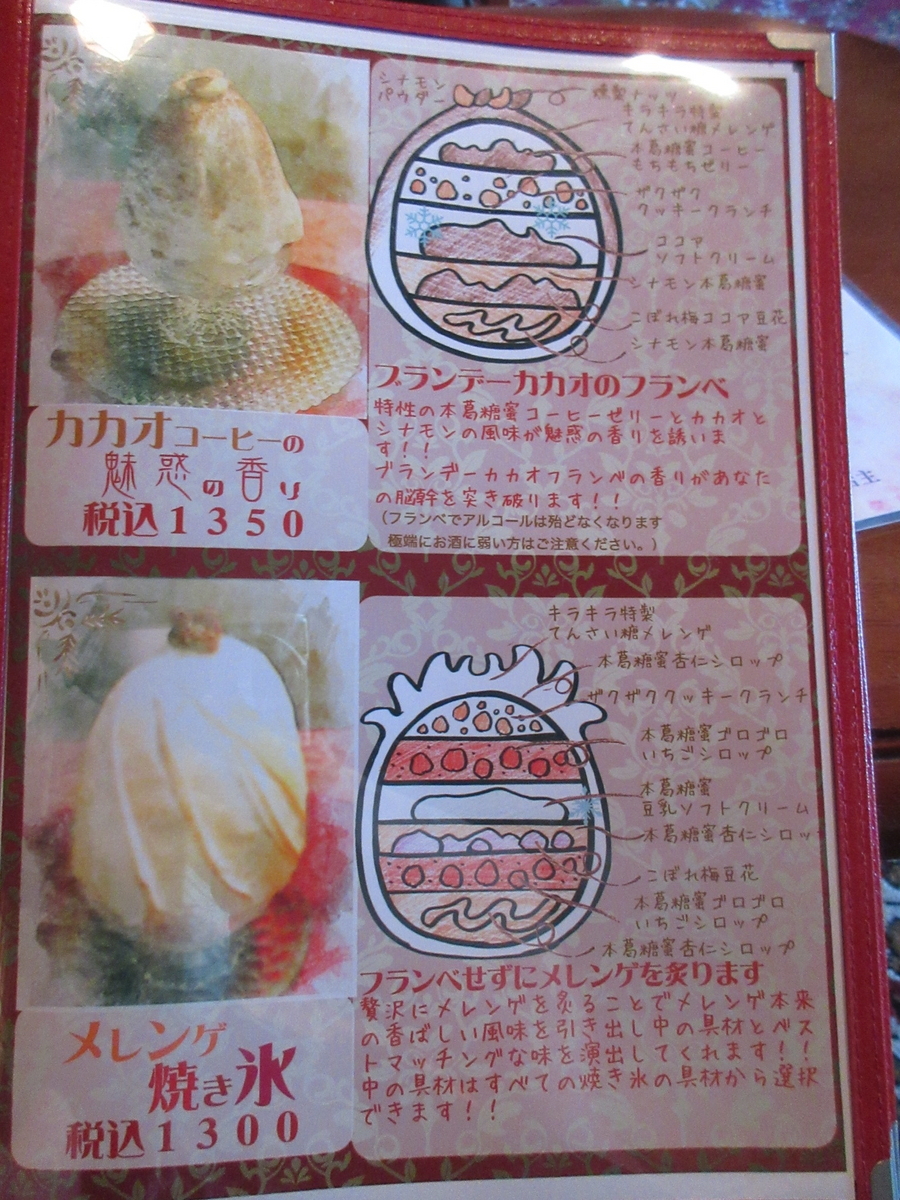 シナモン
パウダー
燻製ナッツ
キラキラ特製
てんさい糖メレンゲ
本葛糖蜜コーヒー
もちもちゼリー
ザクザク
クッキークランチ
ココア
ソフトクリーム
シナモン本葛糖蜜
こぼれ梅ココア豆花
シナモン本葛糖蜜
ブランデーカカオのフランベ
特性の本葛糖蜜コーヒーゼリーとカカオと
シナモンの風味が魅惑の香りを誘いま
す！！
ブランデーカカオフランベの香りがあなた
の脳幹を突き破ります！！
（フランベでアルコールは殆どなくなります
極端にお酒に弱い方はご注意ください。）
カカオコーヒーの
魅惑の香り
税込1350
キラキラ特製
てんさい糖メレンゲ
本葛糖蜜杏仁シロップ
ザクザククッキークランチ
本葛糖蜜ゴロゴロ
いちごシロップ
本葛糖蜜
豆乳ソフトクリーム
本葛糖蜜杏仁シロッ
こぼれ梅豆花
本葛糖蜜ゴロゴロ
いちごシロップ
本葛糖蜜杏仁シロップ
フランベせずにメレンゲを炙ります
贅沢にメレンゲを炙ることでメレンゲ本来
の香ばしい風味を引き出し中の具材とベス
トマッチングな味を演出してくれます！！
中の具材はすべての焼き氷の具材から選択
できます！！
メレンゲ
焼き氷
税込1300